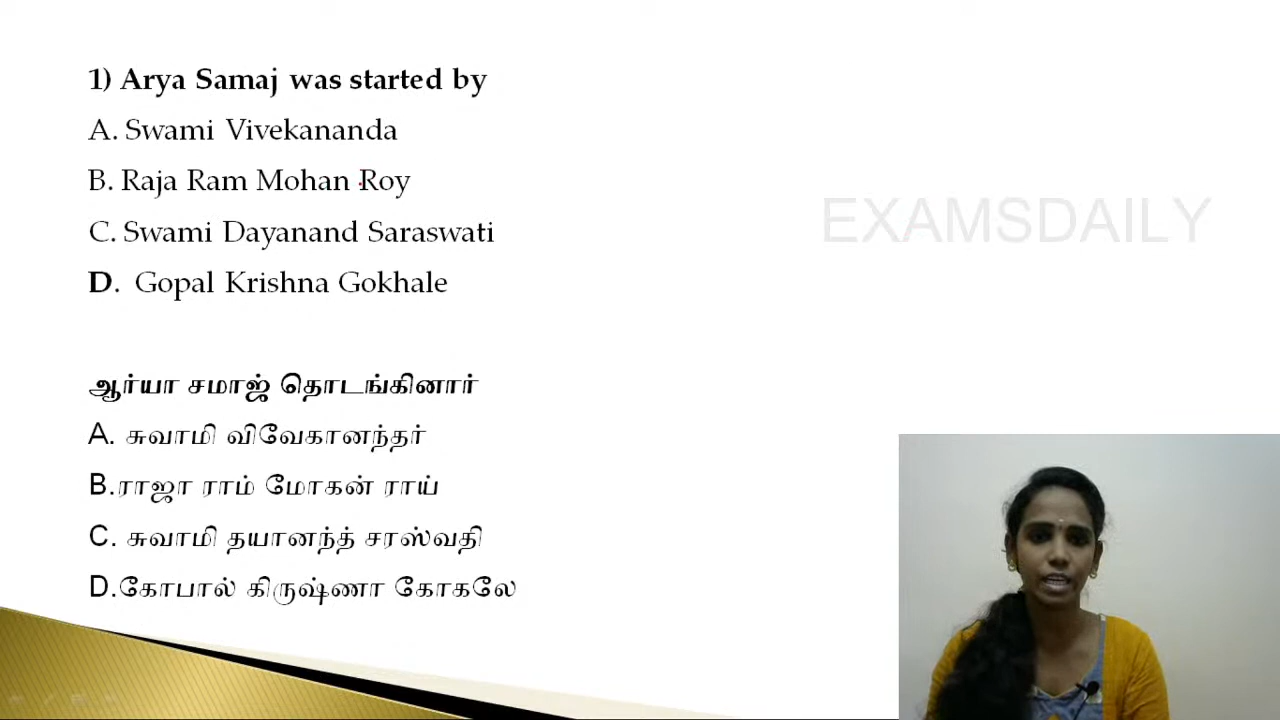 1) Arya Samaj was started by
A. Swami Vivekananda
B. Raja Ram Mohan Roy
C. Swami Dayanand Saraswati
D. Gopal Krishna Gokhale
EXAMSDAILY
ஆர்யா சமாஜ் தொடங்கினார்
A. சுவாமி விவேகானந்தர்
B.ராஜா ராம் மோகன் ராய்
C. சுவாமி தயானந்த் சரஸ்வதி
D.கோபால் கிருஷ்ணா கோகலே